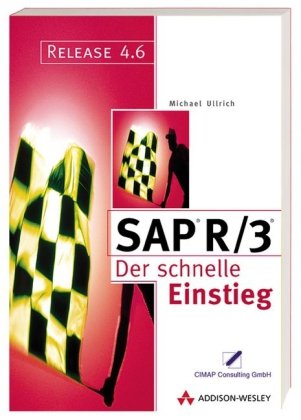 RELEASE 4.6
Michael Ullrich
SAP® R/3®
Der schnelle
Einstieg
CIMAP Consulting GmbH
ADDISON-WESLEY